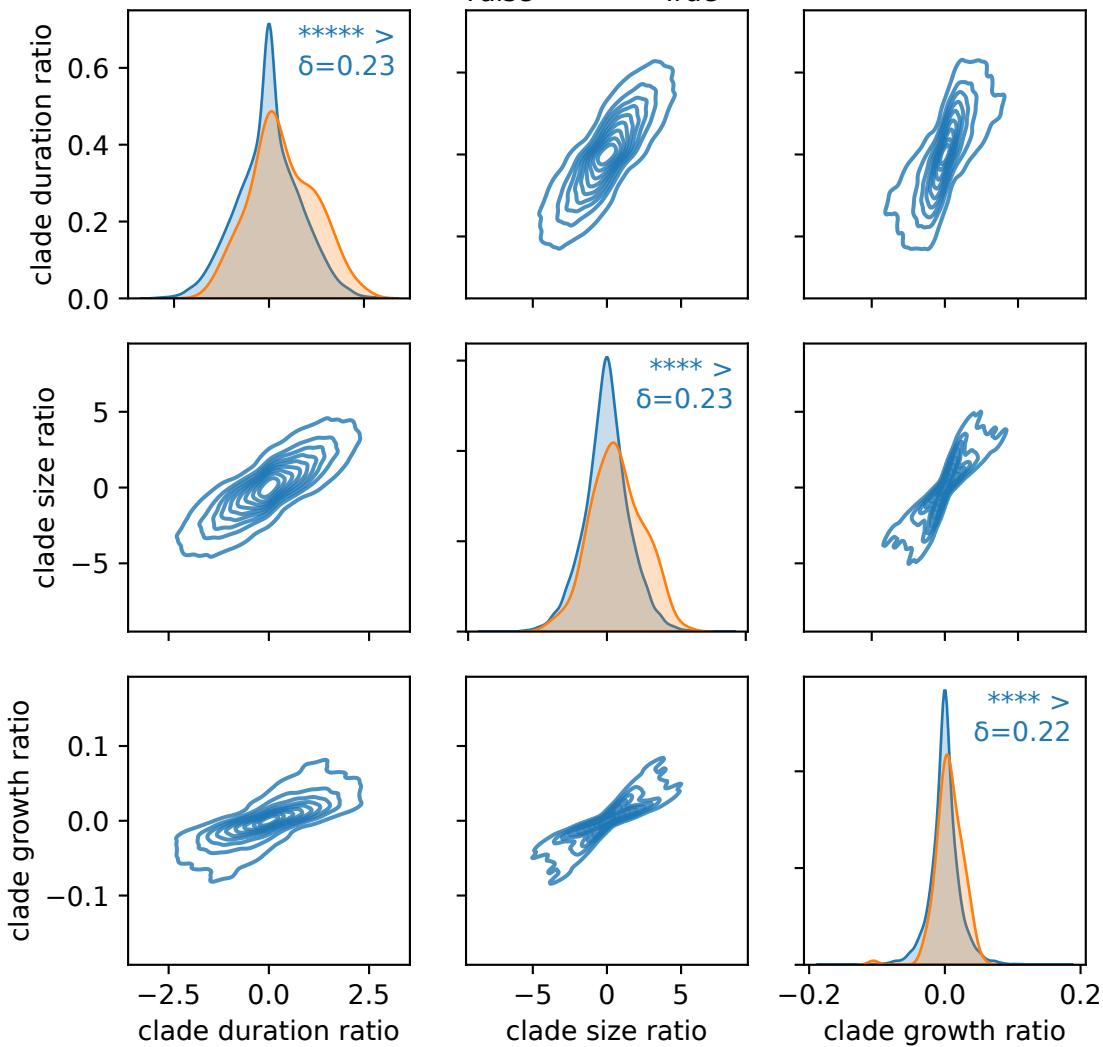 clade duration ratio
0.6
0.4
0.2
0.0
***** >
δ=0.23
clade size ratio
5
0
−5
**** >
δ=0.23
clade growth ratio
0.1
0.0
−0.1
**** >
δ=0.22
−2.5 0.0 2.5
−5 0 5
−0.2 0.0 0.2
clade duration ratio
clade size ratio
clade growth ratio